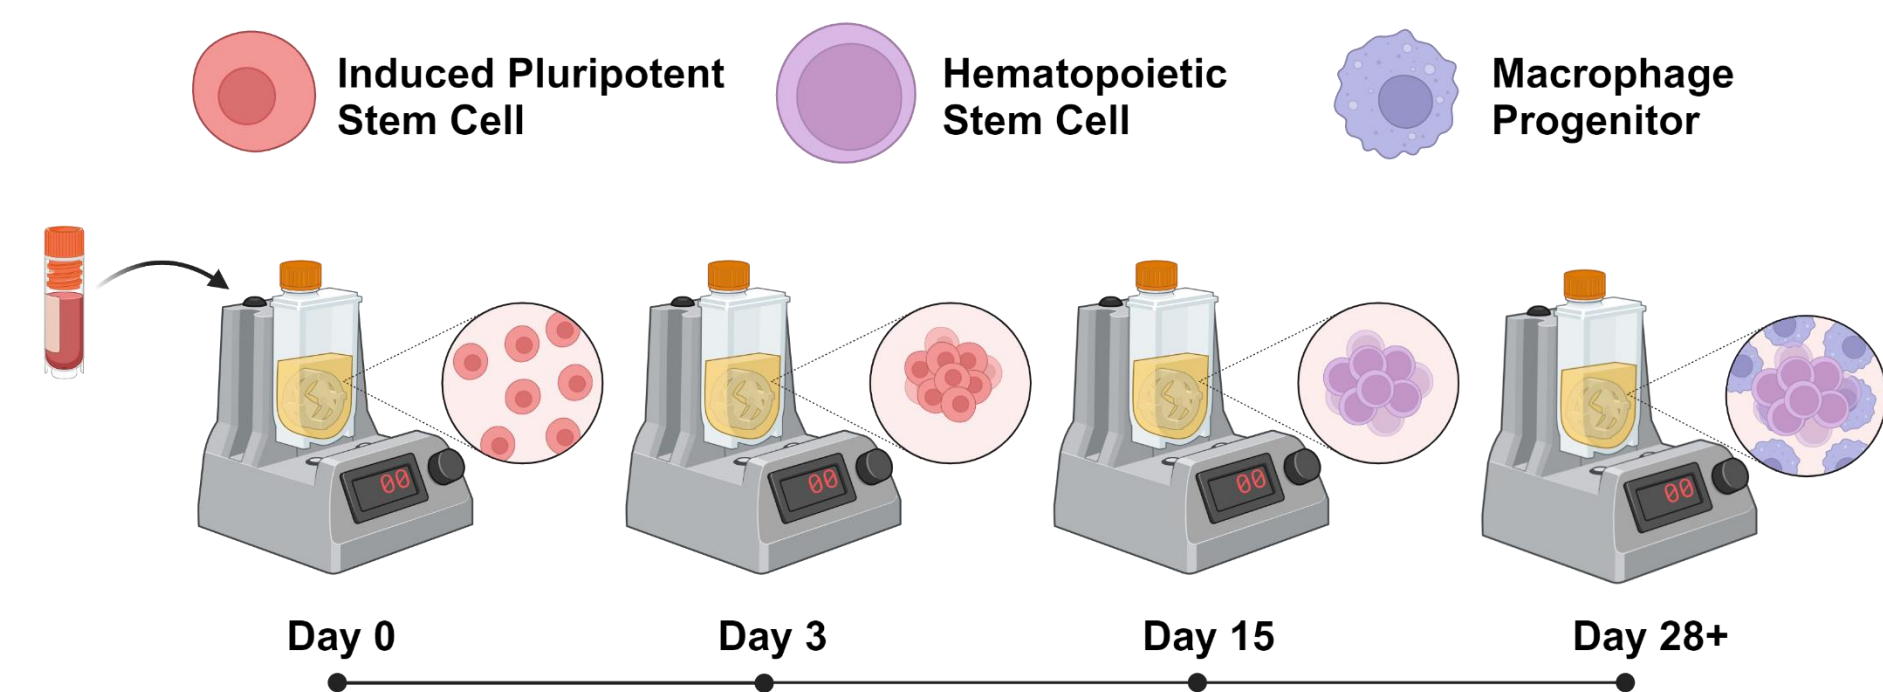 Induced Pluripotent
Stem Cell
Hematopoietic
Stem Cell
Macrophage
Progenitor
00
00
00
00
Day 0
Day 3
Day 15
Day 28+